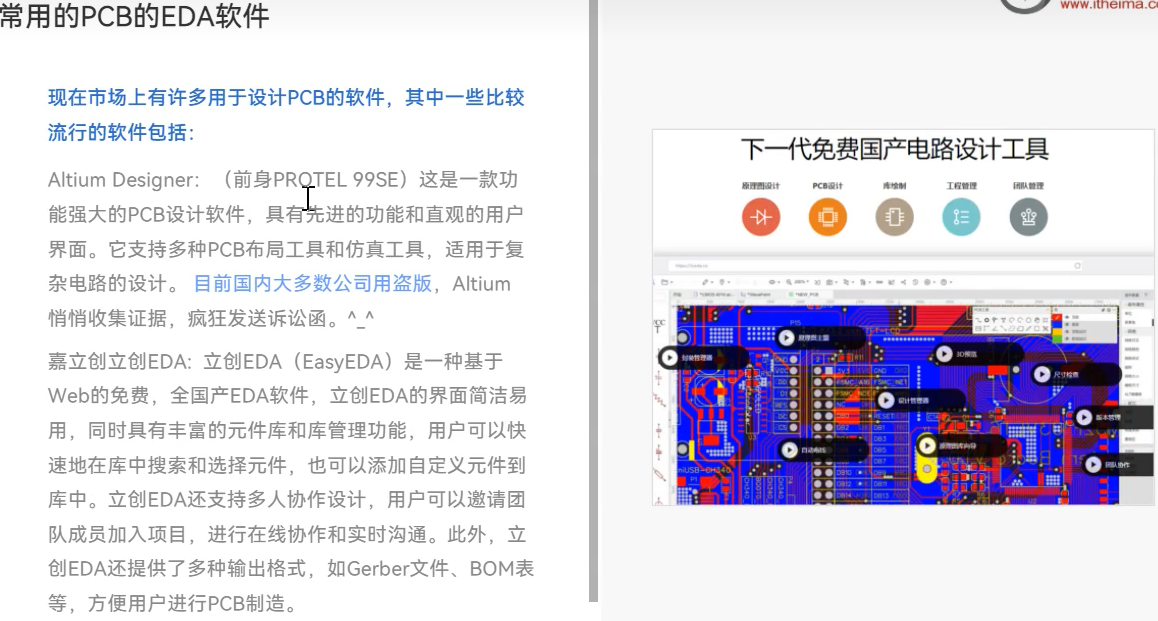 常用的PCB的EDA软件
www.itheima.co
现在市场上有许多用于设计PCB的软件，其中一些比较
流行的软件包括：
Altium Designer：（前身PROTEL 99SE）这是一款功
能强大的PCB设计软件，具有先进的功能和直观的用户
界面。它支持多种PCB布局工具和仿真工具，适用于复
杂电路的设计。 目前国内大多数公司用盗版，Altium
悄悄收集证据，疯狂发送诉讼函。^_^
嘉立创立创EDA: 立创EDA（EasyEDA）是一种基于
Web的免费，全国产EDA软件，立创EDA的界面简洁易
用，同时具有丰富的元件库和库管理功能，用户可以快
速地在库中搜索和选择元件，也可以添加自定义元件到
库中。立创EDA还支持多人协作设计，用户可以邀请团
队成员加入项目，进行在线协作和实时沟通。此外，立
创EDA还提供了多种输出格式，如Gerber文件、BOM表
等，方便用户进行PCB制造。
下一代免费国产电路设计工具
原理图设计 PCB设计 库绘制 工程管理 团队管理
封装管理器
3D预览
尺寸检查
设计管理器
版本管理
自动布线
原理图库向导
团队协作